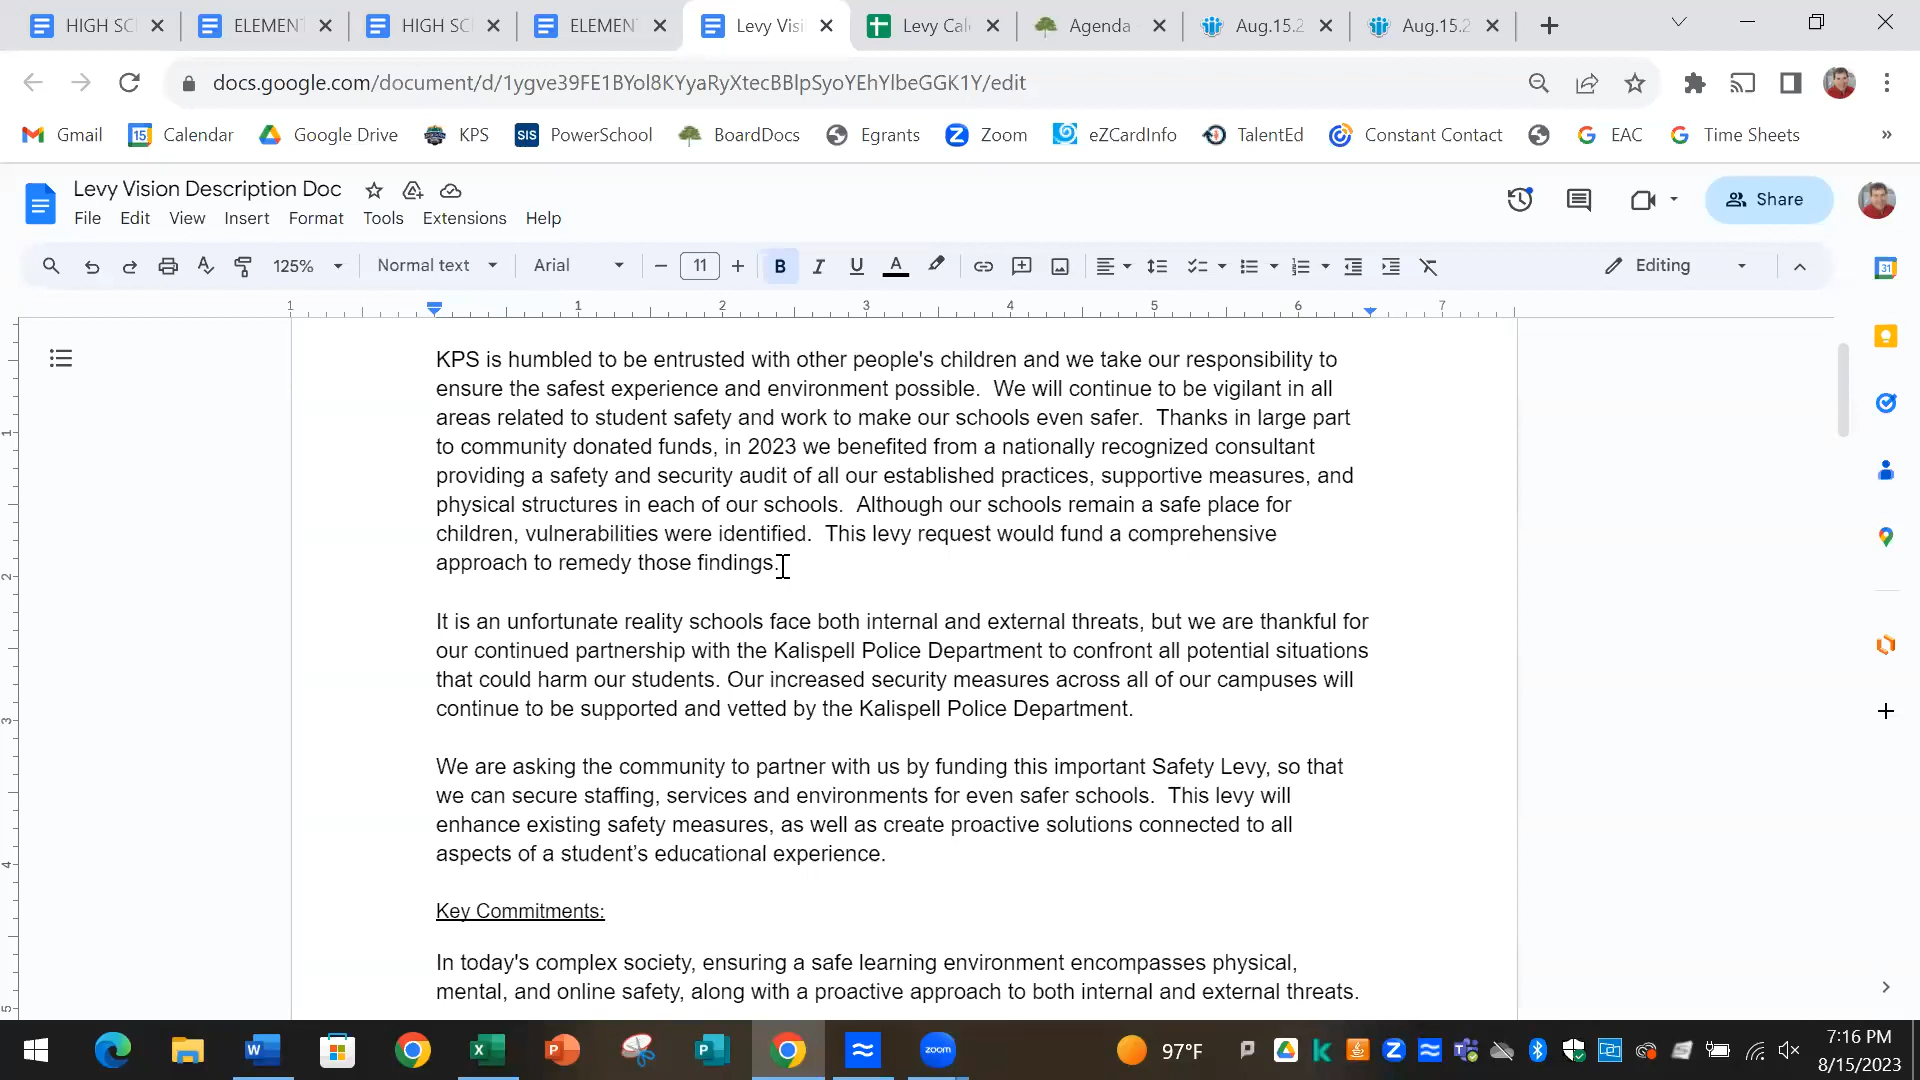 HIGH SC
ELEMEN
HIGH SC
ELEMEN
Levy Visi
Levy Cal
Agenda
Aug.15.2
Aug.15.2
docs.google.com/document/d/1ygve39FE1BYol8KYyaRyXtecBBlpSyoYEhYlbeGGK1Y/edit
Gmail
Calendar
Google Drive
KPS
SIS PowerSchool
BoardDocs
Egrants
Zoom
eZCardInfo
TalentEd
Constant Contact
EAC
Time Sheets
»
Levy Vision Description Doc
Share
File Edit View Insert Format Tools Extensions Help
125% Normal text Arial 11 B I U A Editing
1 1 2 3 4 5 6 7
KPS is humbled to be entrusted with other people's children and we take our responsibility to
ensure the safest experience and environment possible. We will continue to be vigilant in all
areas related to student safety and work to make our schools even safer. Thanks in large part
to community donated funds, in 2023 we benefited from a nationally recognized consultant
providing a safety and security audit of all our established practices, supportive measures, and
physical structures in each of our schools. Although our schools remain a safe place for
children, vulnerabilities were identified. This levy request would fund a comprehensive
approach to remedy those findings.
It is an unfortunate reality schools face both internal and external threats, but we are thankful for
our continued partnership with the Kalispell Police Department to confront all potential situations
that could harm our students. Our increased security measures across all of our campuses will
continue to be supported and vetted by the Kalispell Police Department.
We are asking the community to partner with us by funding this important Safety Levy, so that
we can secure staffing, services and environments for even safer schools. This levy will
enhance existing safety measures, as well as create proactive solutions connected to all
aspects of a student’s educational experience.
Key Commitments:
In today's complex society, ensuring a safe learning environment encompasses physical,
mental, and online safety, along with a proactive approach to both internal and external threats.
1
2
3
4
5
97°F
zoom
7:16 PM
8/15/2023